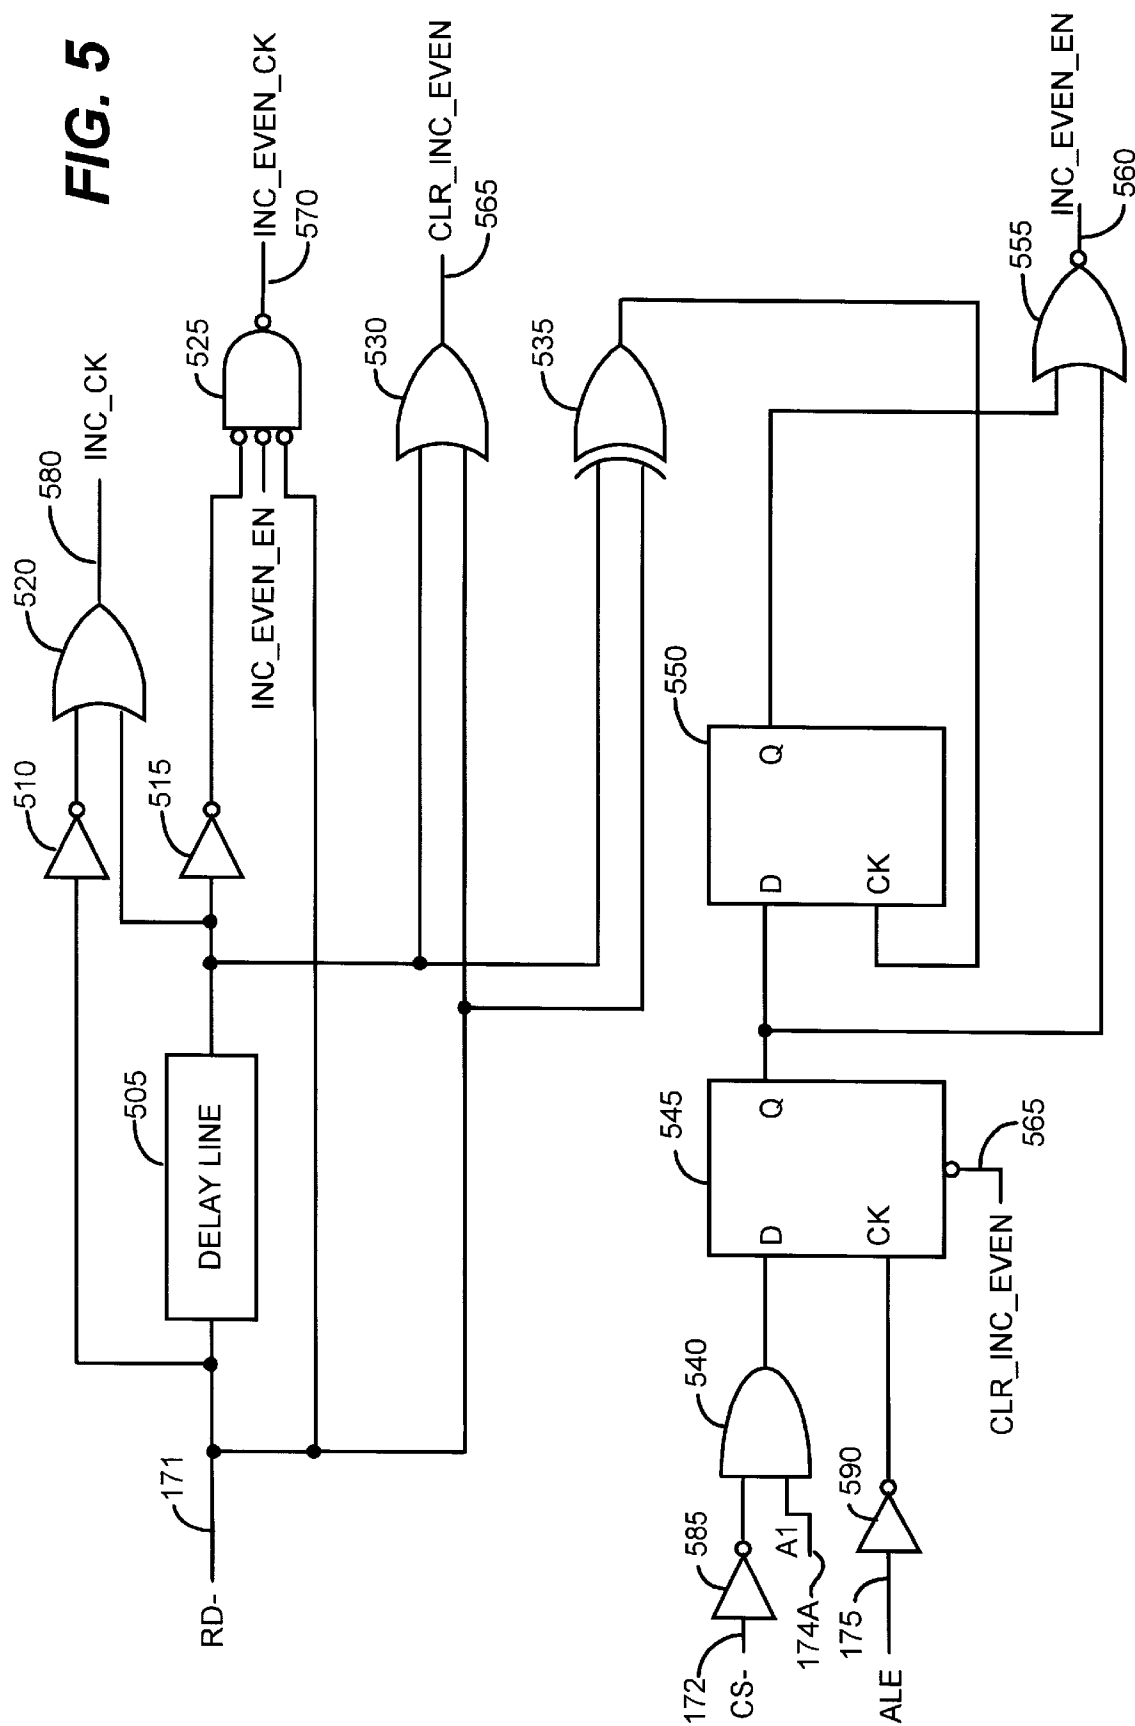 FIG. 5
510
520
580
INC_CK
505
DELAY LINE
515
525
INC_EVEN_EN
INC_EVEN_CK
570
RD-
171
530
CLR_INC_EVEN
565
535
172
CS-
585
A1
174A
540
545
D
Q
CK
550
D
Q
CK
555
INC_EVEN_EN
560
ALE
175
590
CLR_INC_EVEN
565